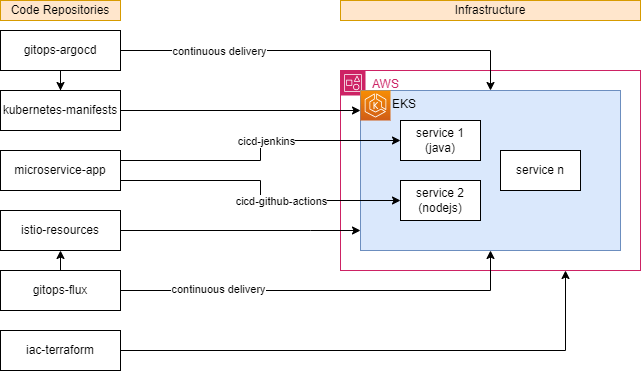 Code Repositories
Infrastructure
gitops-argocd
continuous delivery
AWS
kubernetes-manifests
EKS
cicd-jenkins
service 1
(java)
microservice-app
service n
cicd-github-actions
service 2
(nodejs)
istio-resources
gitops-flux
continuous delivery
iac-terraform